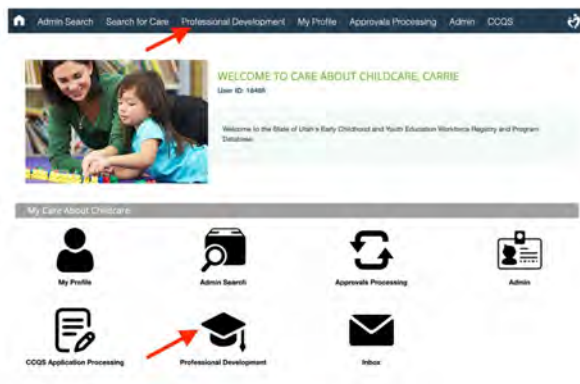 Admin Search Search for Care Professional Development My Profile Approvals Processing Admin CCQS
WELCOME TO CARE ABOUT CHILDCARE, CARRIE
User ID: 18486
Welcome to the State of Utah's Early Childhood and Youth Education Workforce Registry and Program
Database.
My Care About Childcare
My Profile Admin Search Approvals Processing Admin
CCQS Application Processing Professional Development Inbox